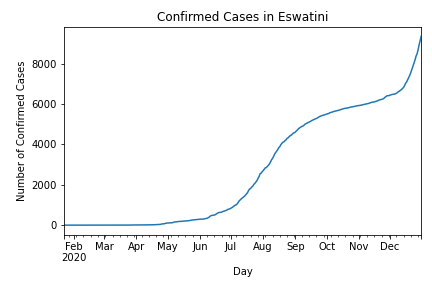 Confirmed Cases in Eswatini
Number of Confirmed Cases
8000
6000
4000
2000
0
Feb Mar Apr May Jun Jul Aug Sep Oct Nov Dec
2020
Day